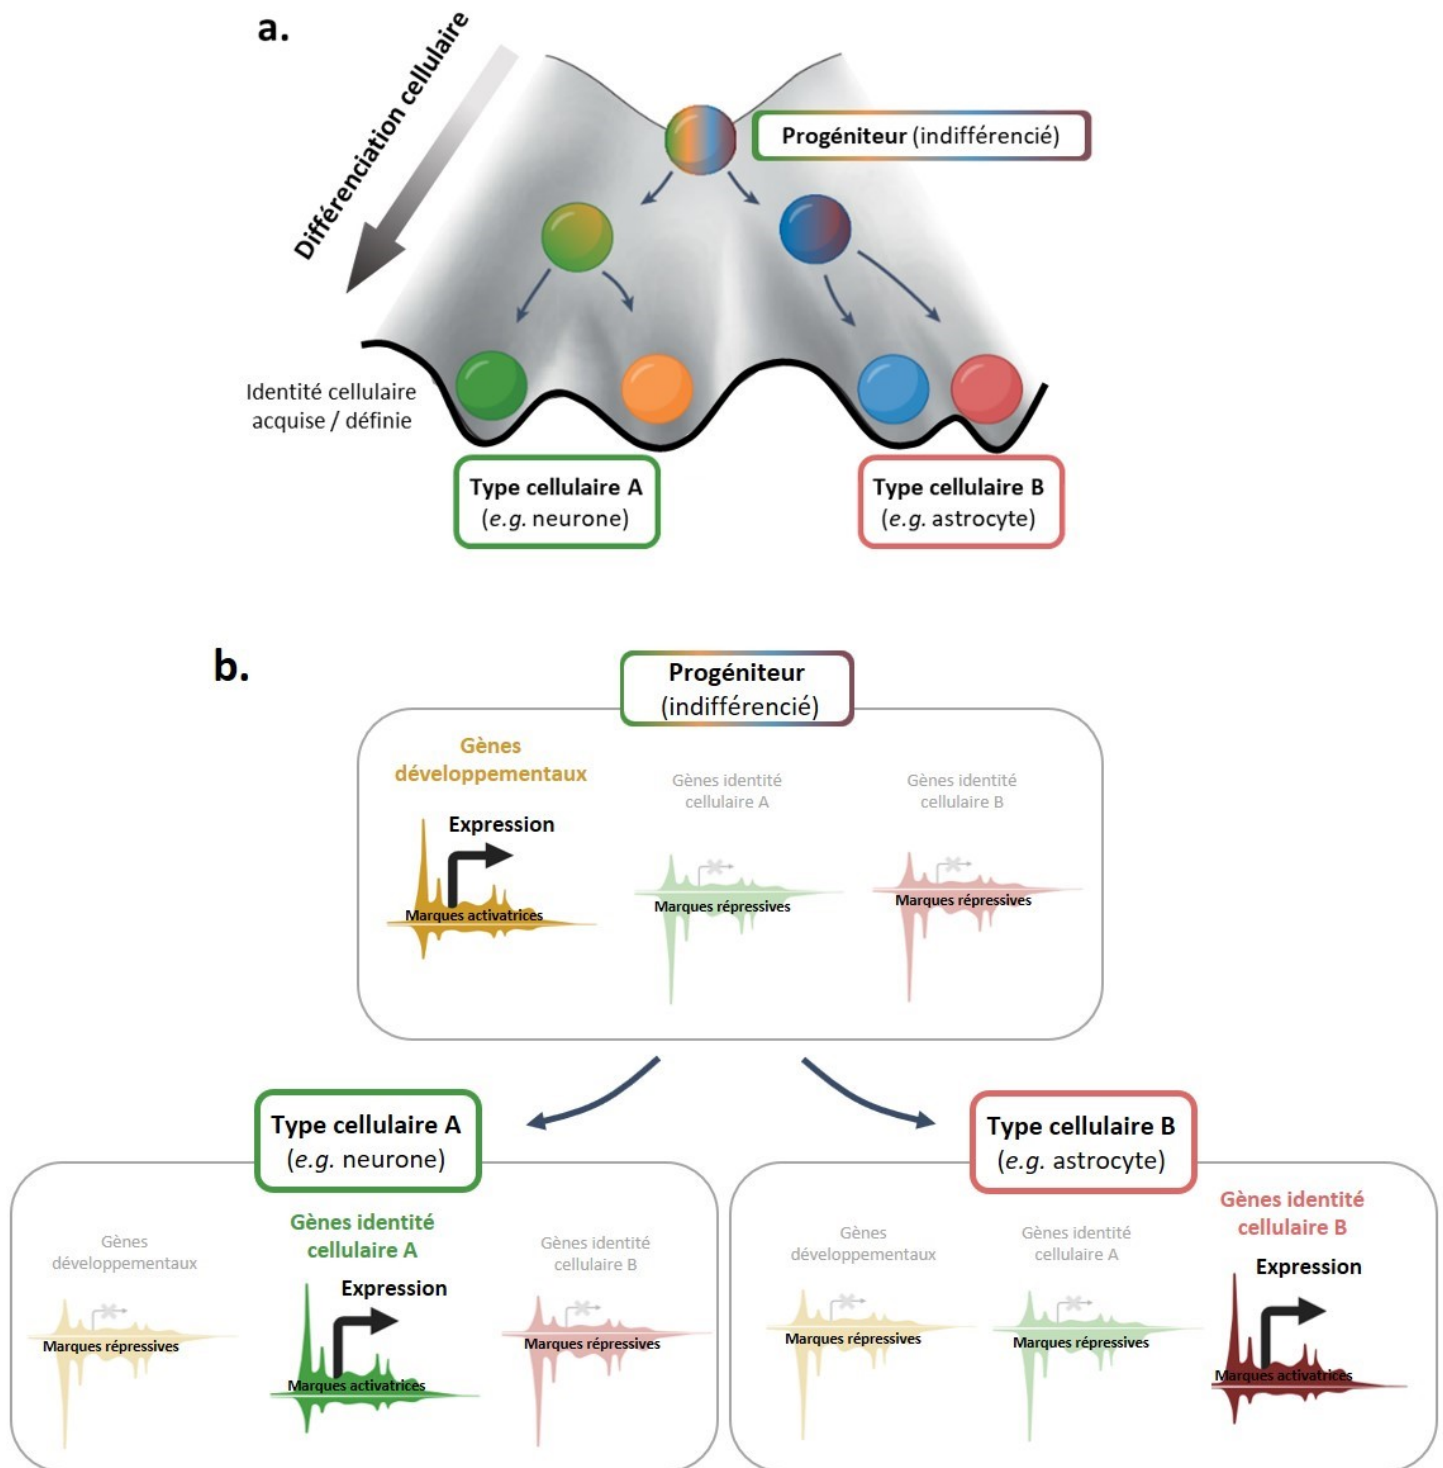 a.
Différenciation cellulaire
Progéniteur (indifférencié)
Identité cellulaire
acquise / définie
Type cellulaire A
(e.g. neurone)
Type cellulaire B
(e.g. astrocyte)
b.
Progéniteur
(indifférencié)
Gènes
développementaux
Expression
Marques activatrices
Gènes identité
cellulaire A
Marques répressives
Gènes identité
cellulaire B
Marques répressives
Type cellulaire A
(e.g. neurone)
Gènes
développementaux
Marques répressives
Gènes identité
cellulaire A
Expression
Marques activatrices
Gènes identité
cellulaire B
Marques répressives
Type cellulaire B
(e.g. astrocyte)
Gènes
développementaux
Marques répressives
Gènes identité
cellulaire A
Marques répressives
Gènes identité
cellulaire B
Expression
Marques activatrices